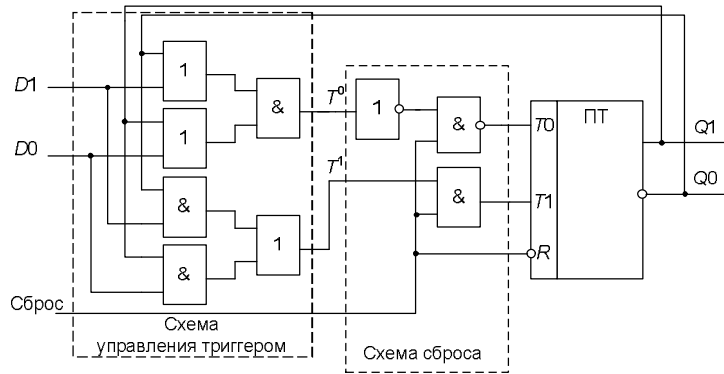 D1
D0
1
1
&
&
&
1
T⁰
T¹
1
&
&
T0
T1
R
ПТ
Q1
Q0
Сброс
Схема
управления триггером
Схема сброса